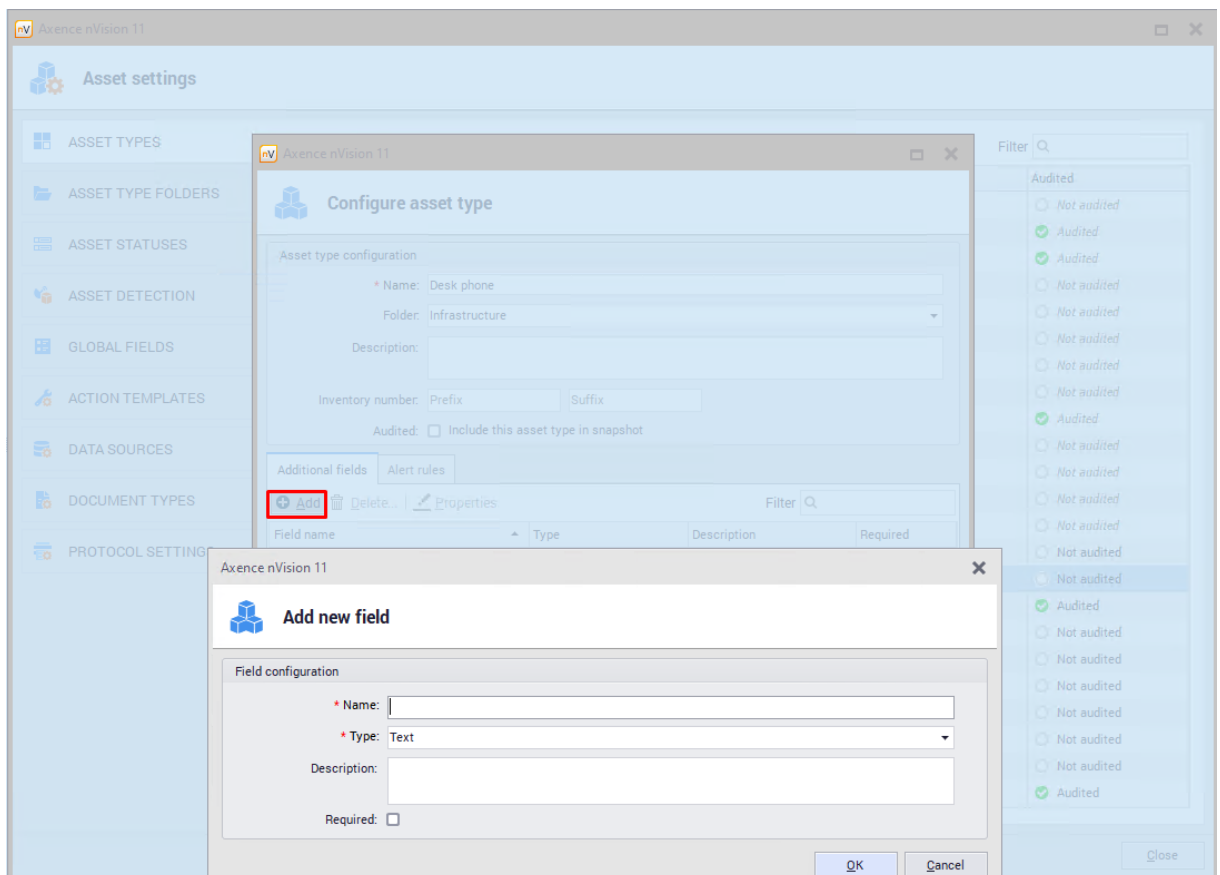 nV Axence nVision 11
Asset settings
ASSET TYPES
ASSET TYPE FOLDERS
ASSET STATUSES
ASSET DETECTION
GLOBAL FIELDS
ACTION TEMPLATES
DATA SOURCES
DOCUMENT TYPES
PROTOCOL SETTINGS
Filter
Audited
Not audited
Audited
Audited
Not audited
Not audited
Not audited
Not audited
Not audited
Audited
Not audited
Not audited
Not audited
Not audited
Not audited
Not audited
Audited
Not audited
Not audited
Not audited
Not audited
Not audited
Not audited
Audited
Close
nV Axence nVision 11
Configure asset type
Asset type configuration
* Name: Desk phone
Folder: Infrastructure
Description:
Inventory number: Prefix Suffix
Audited: Include this asset type in snapshot
Additional fields Alert rules
Add Delete... Properties Filter
Field name Type Description Required
Axence nVision 11
Add new field
Field configuration
* Name:
* Type: Text
Description:
Required:
OK Cancel